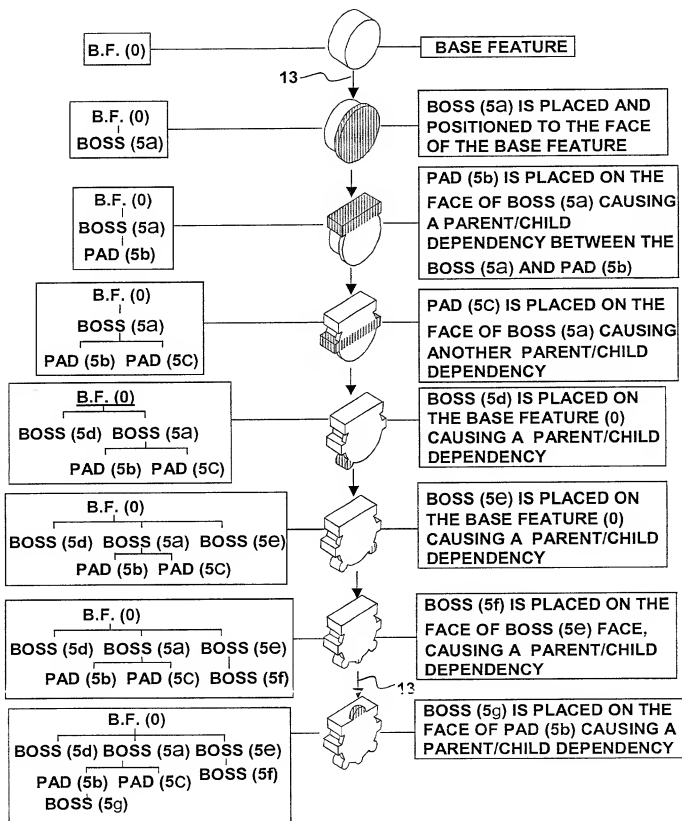 B.F. (0)
BASE FEATURE
13
B.F. (0)
BOSS (5a)
BOSS (5a) IS PLACED AND
POSITIONED TO THE FACE
OF THE BASE FEATURE
B.F. (0)
BOSS (5a)
PAD (5b)
PAD (5b) IS PLACED ON THE
FACE OF BOSS (5a) CAUSING
A PARENT/CHILD
DEPENDENCY BETWEEN THE
BOSS (5a) AND PAD (5b)
B.F. (0)
BOSS (5a)
PAD (5b) PAD (5C)
PAD (5C) IS PLACED ON THE
FACE OF BOSS (5a) CAUSING
ANOTHER PARENT/CHILD
DEPENDENCY
B.F. (0)
BOSS (5d) BOSS (5a)
PAD (5b) PAD (5C)
BOSS (5d) IS PLACED ON
THE BASE FEATURE (0)
CAUSING A PARENT/CHILD
DEPENDENCY
B.F. (0)
BOSS (5d) BOSS (5a) BOSS (5e)
PAD (5b) PAD (5C)
BOSS (5e) IS PLACED ON
THE BASE FEATURE (0)
CAUSING A PARENT/CHILD
DEPENDENCY
B.F. (0)
BOSS (5d) BOSS (5a) BOSS (5e)
PAD (5b) PAD (5C) BOSS (5f)
BOSS (5f) IS PLACED ON THE
FACE OF BOSS (5e) FACE,
CAUSING A PARENT/CHILD
DEPENDENCY
13
B.F. (0)
BOSS (5d) BOSS (5a) BOSS (5e)
PAD (5b) PAD (5C) BOSS (5f)
BOSS (5g)
BOSS (5g) IS PLACED ON THE
FACE OF PAD (5b) CAUSING A
PARENT/CHILD DEPENDENCY